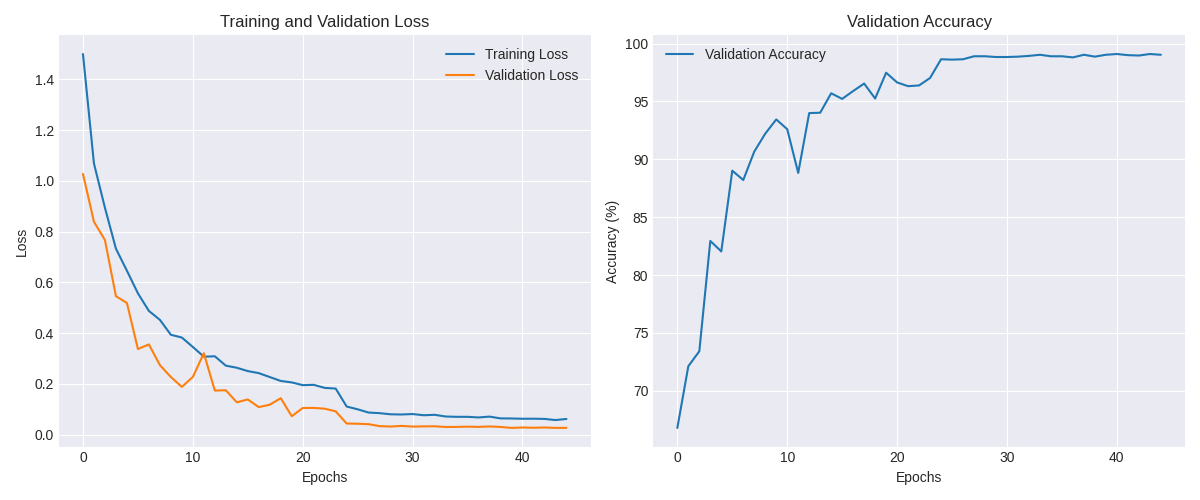 Training and Validation Loss
Training Loss
Validation Loss
1.4
1.2
1.0
0.8
0.6
0.4
0.2
0.0
Loss
0
10
20
30
40
Epochs
Validation Accuracy
Validation Accuracy
100
95
90
85
80
75
70
Accuracy (%)
0
10
20
30
40
Epochs